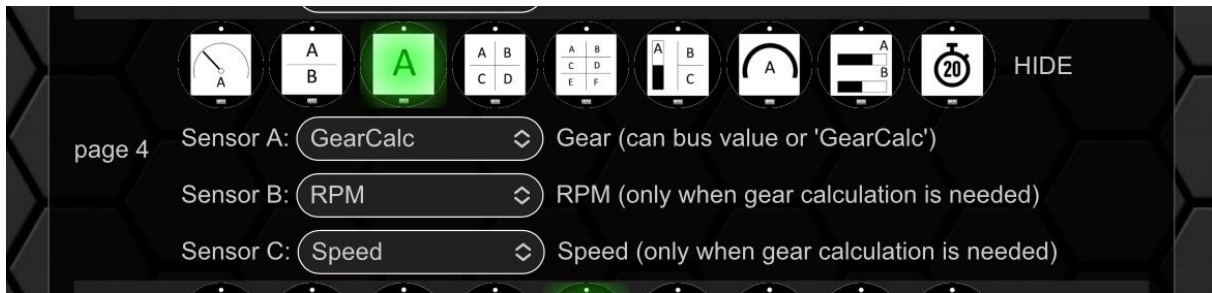 A
A
B
A
A B
C D
A B
C D
E F
A
B
C
A
A
B
20
HIDE
page 4
Sensor A: GearCalc Gear (can bus value or 'GearCalc')
Sensor B: RPM RPM (only when gear calculation is needed)
Sensor C: Speed Speed (only when gear calculation is needed)